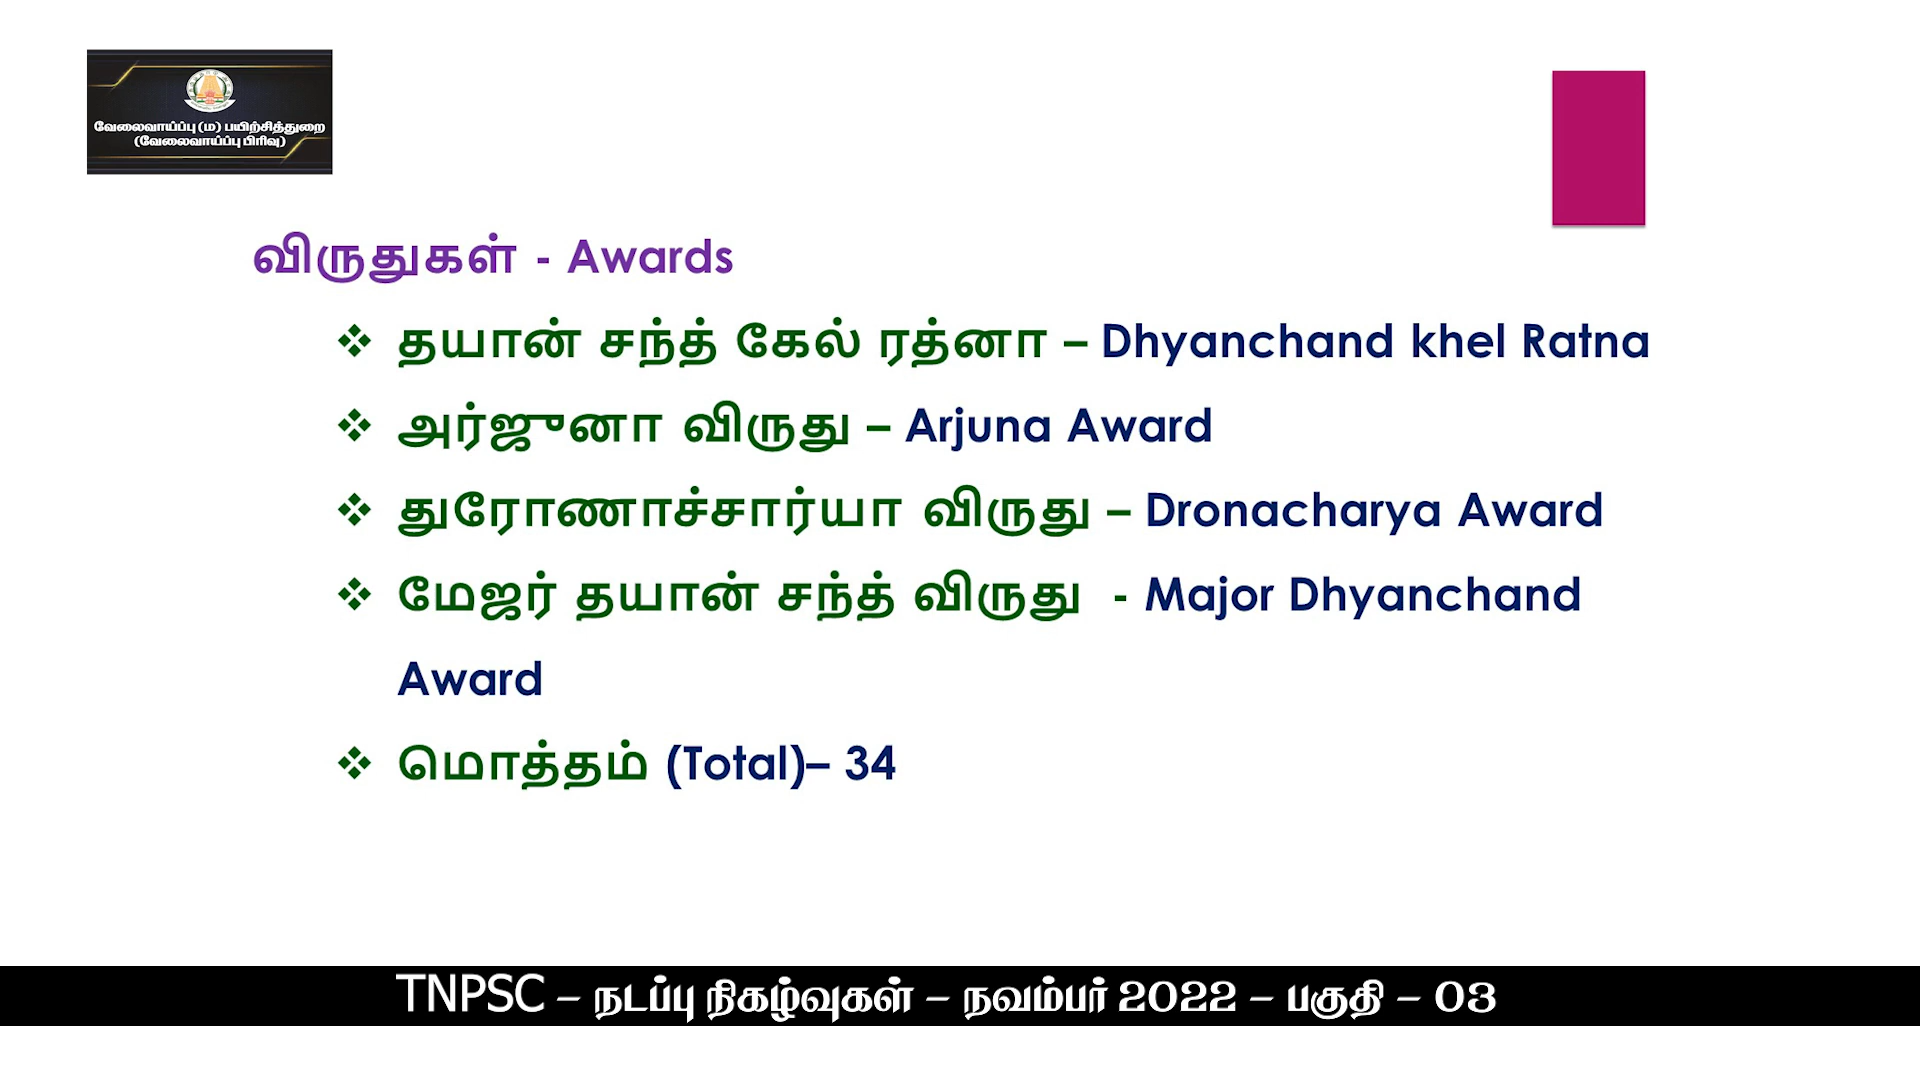 வேலைவாய்ப்பு (ம) பயிற்சித்துறை
(வேலைவாய்ப்பு பிரிவு)
விருதுகள் - Awards
❖ தயான் சந்த் கேல் ரத்னா – Dhyanchand khel Ratna
❖ அர்ஜுனா விருது – Arjuna Award
❖ துரோணாச்சார்யா விருது – Dronacharya Award
❖ மேஜர் தயான் சந்த் விருது - Major Dhyanchand
Award
❖ மொத்தம் (Total)– 34
TNPSC – நடப்பு நிகழ்வுகள் – நவம்பர் 2022 – பகுதி – 03